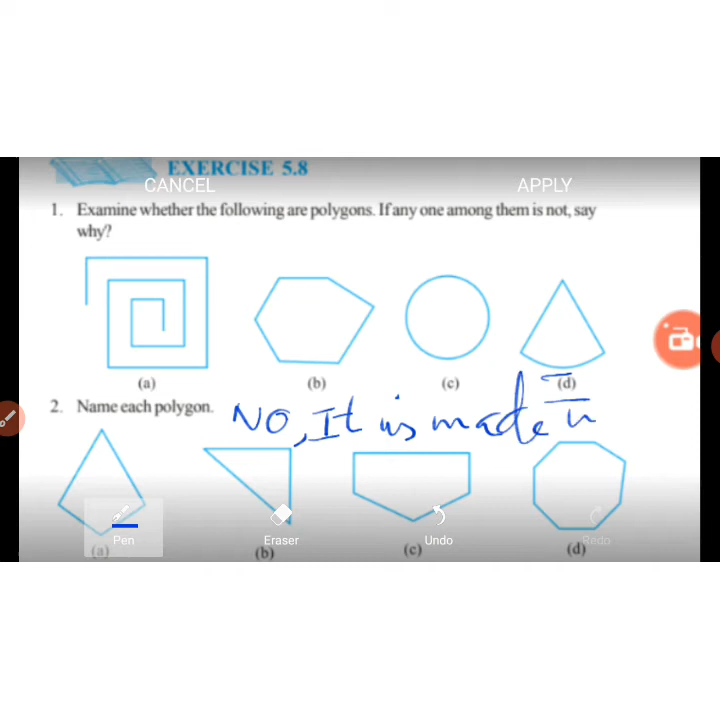 EXERCISE 5.8
CANCEL APPLY
1. Examine whether the following are polygons. If any one among them is not, say
why?
(a) (b) (c) (d)
2. Name each polygon.
NO, It is made
Pen Eraser Undo Redo
(a) (b) (c) (d)